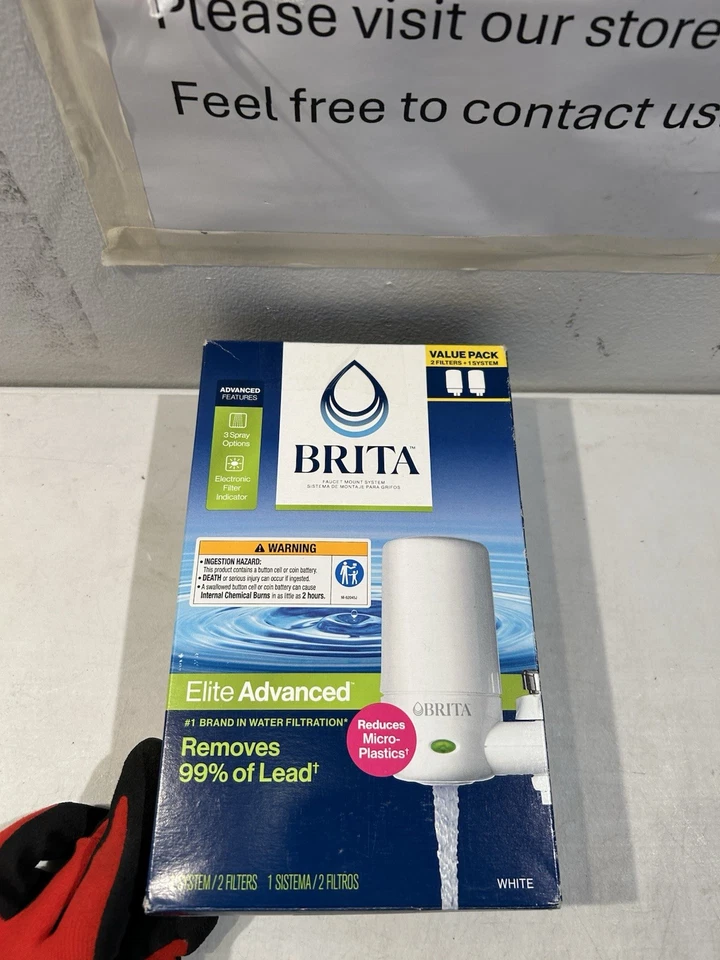 Please visit our store
Feel free to contact us.
ADVANCED
FEATURES
3 Spray
Options
Electronic
Filter
Indicator
BRITA™
FAUCET MOUNT SYSTEM
SISTEMA DE MONTAJE PARA GRIFOS
VALUE PACK
2 FILTERS + 1 SYSTEM
WARNING
• INGESTION HAZARD:
This product contains a button cell or coin battery.
• DEATH or serious injury can occur if ingested.
• A swallowed button cell or coin battery can cause
Internal Chemical Burns in as little as 2 hours.
Elite Advanced™
#1 BRAND IN WATER FILTRATION*
Removes
99% of Lead†
Reduces
Micro-
Plastics†
BRITA
SYSTEM / 2 FILTERS 1 SISTEMA / 2 FILTROS
WHITE